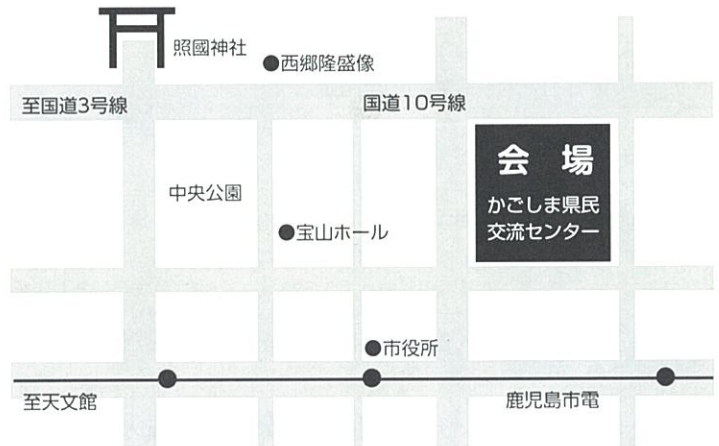 照國神社
●西郷隆盛像
至国道3号線
国道10号線
会 場
かごしま県民
交流センター
中央公園
●宝山ホール
●市役所
至天文館
鹿児島市電